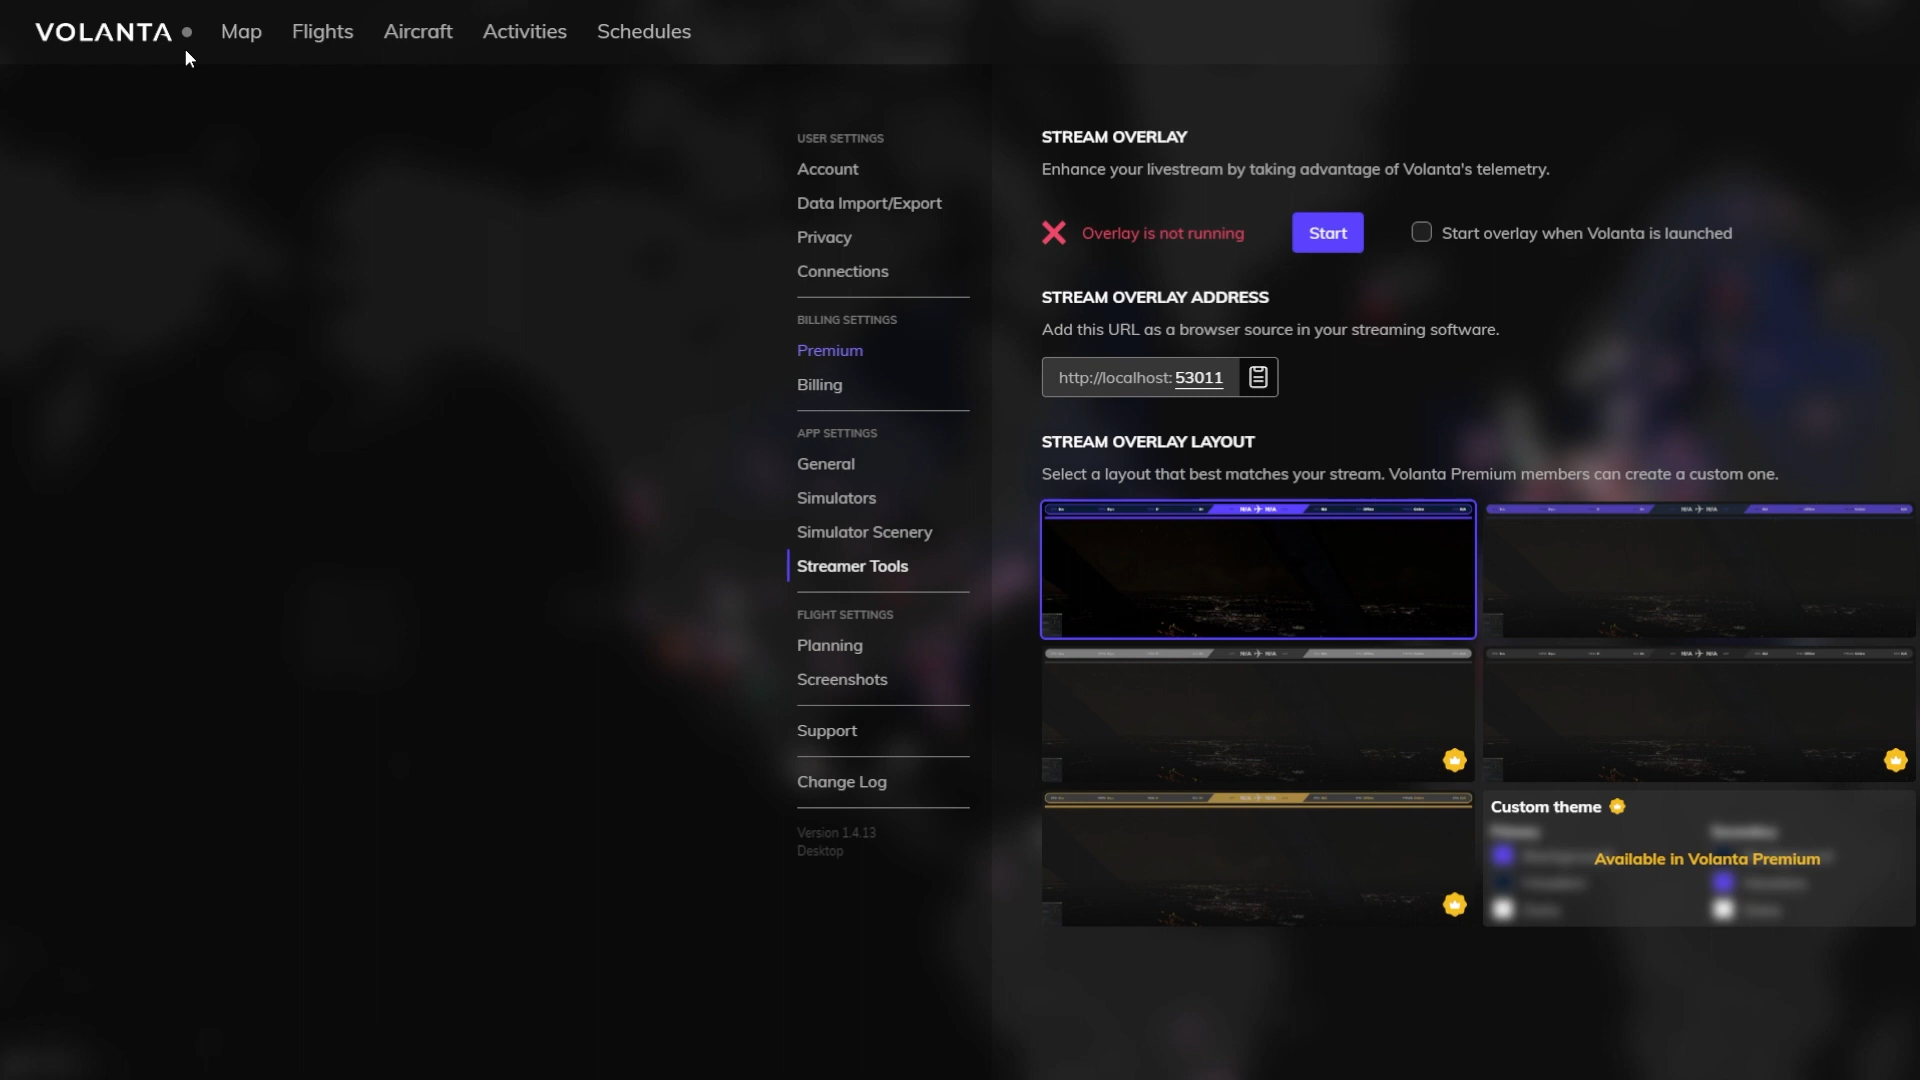 VOLANTA
Map
Flights
Aircraft
Activities
Schedules
USER SETTINGS
Account
Data Import/Export
Privacy
Connections
BILLING SETTINGS
Premium
Billing
APP SETTINGS
General
Simulators
Simulator Scenery
Streamer Tools
FLIGHT SETTINGS
Planning
Screenshots
Support
Change Log
Version 1.4.13
Desktop
STREAM OVERLAY
Enhance your livestream by taking advantage of Volanta's telemetry.
Overlay is not running
Start
Start overlay when Volanta is launched
STREAM OVERLAY ADDRESS
Add this URL as a browser source in your streaming software.
http://localhost: 53011
STREAM OVERLAY LAYOUT
Select a layout that best matches your stream. Volanta Premium members can create a custom one.
Custom theme
Available in Volanta Premium